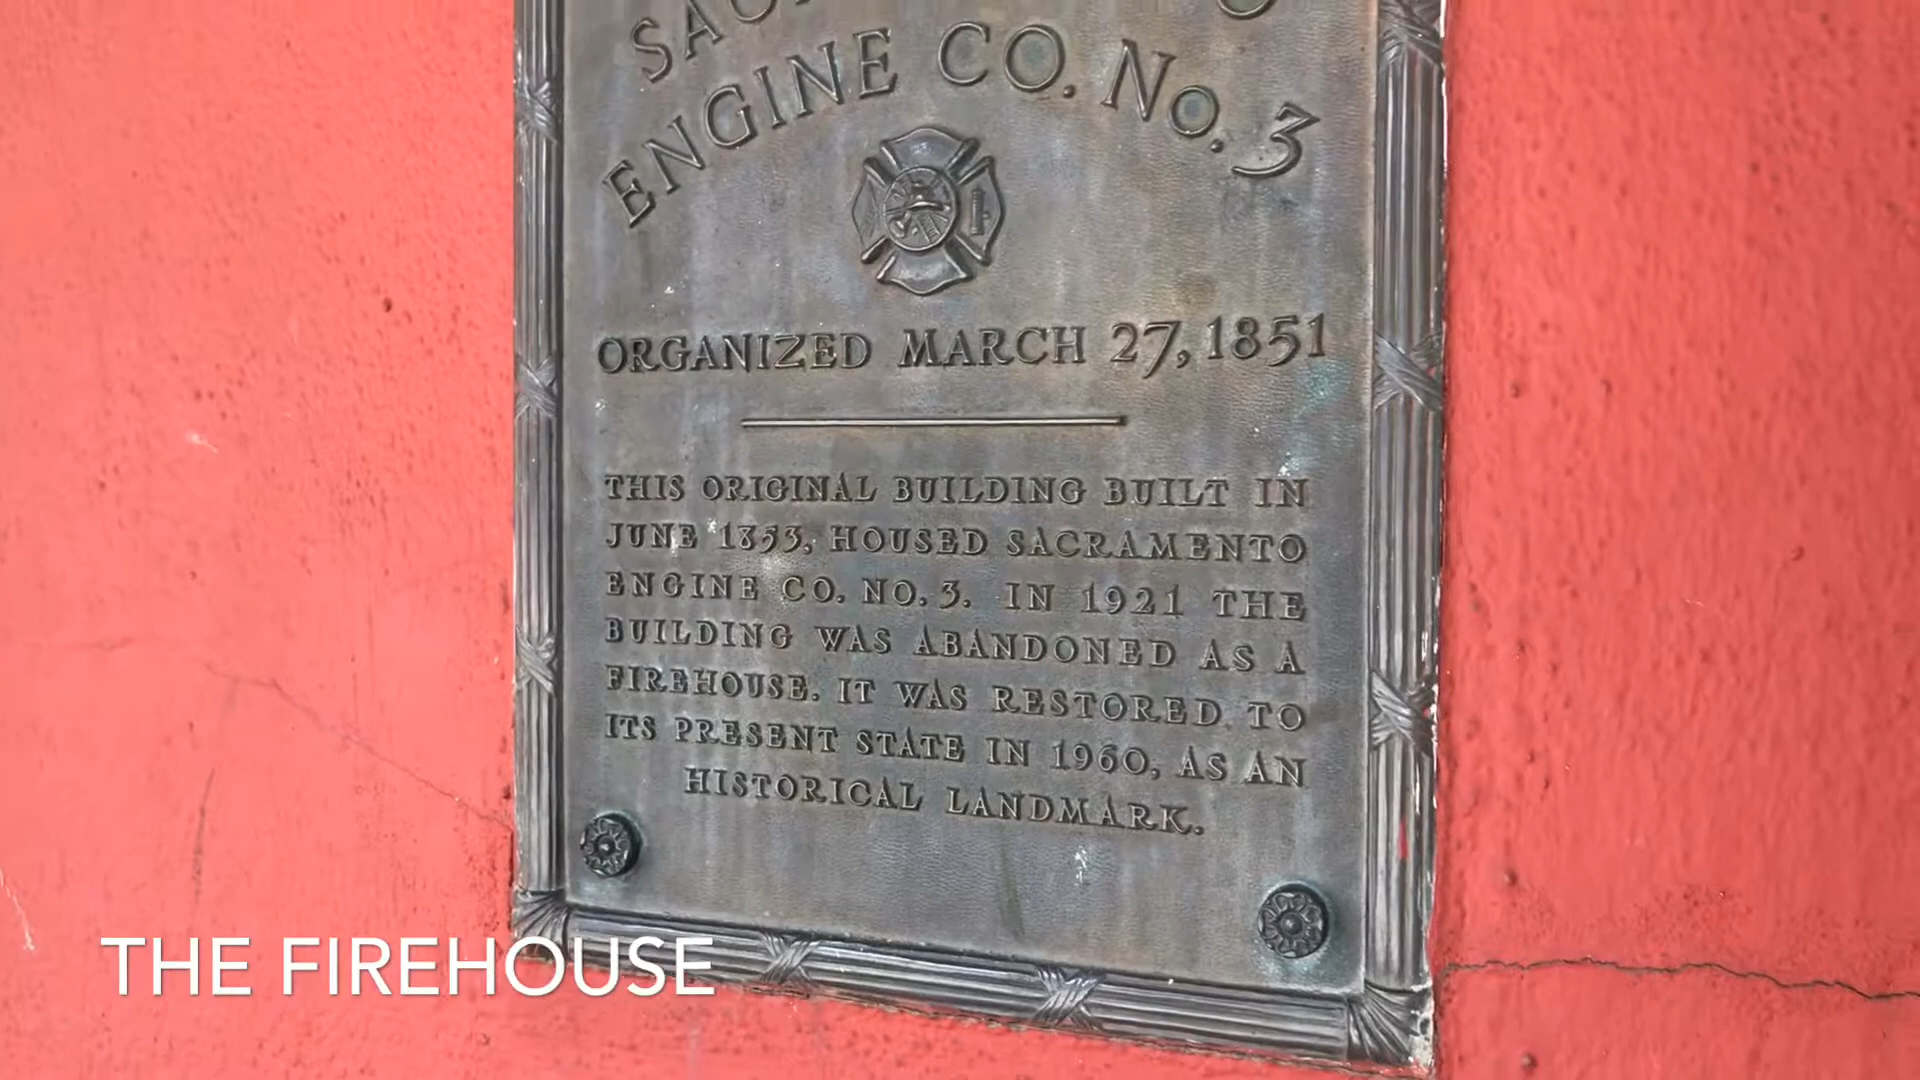 ENGINE CO. No. 3
ORGANIZED MARCH 27, 1851
THIS ORIGINAL BUILDING BUILT IN
JUNE 1853, HOUSED SACRAMENTO
ENGINE CO. NO. 3. IN 1921 THE
BUILDING WAS ABANDONED AS A
FIREHOUSE. IT WAS RESTORED TO
ITS PRESENT STATE IN 1960, AS AN
HISTORICAL LANDMARK.
THE FIREHOUSE